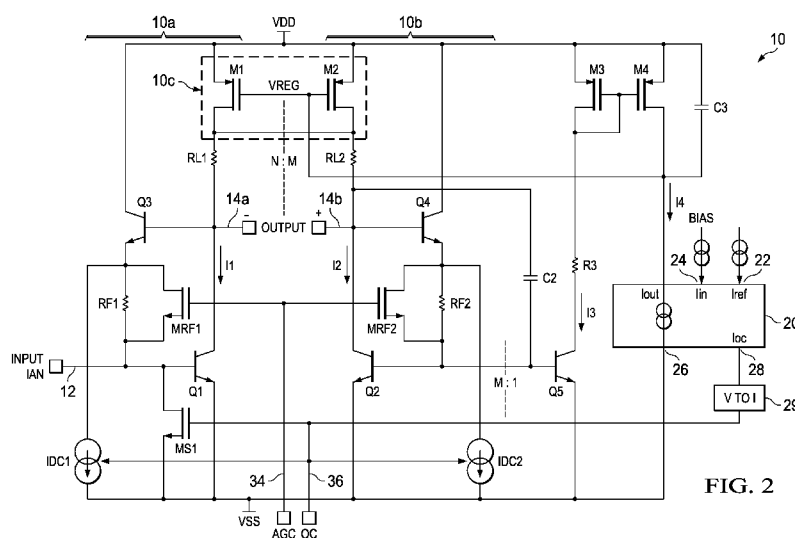 10a
VDD
10b
10
10c
M1
VREG
M2
M3
M4
C3
RL1
N : M
RL2
Q3
14a
−
OUTPUT
+
14b
Q4
I4
BIAS
24
22
I1
I2
C2
R3
RF1
MRF1
MRF2
RF2
I3
Iout
Iin
Iref
20
Ioc
INPUT
IAN
12
Q1
Q2
M : 1
Q5
26
28
V TO I
29
MS1
IDC1
34
36
IDC2
VSS
AGC
OC
FIG. 2